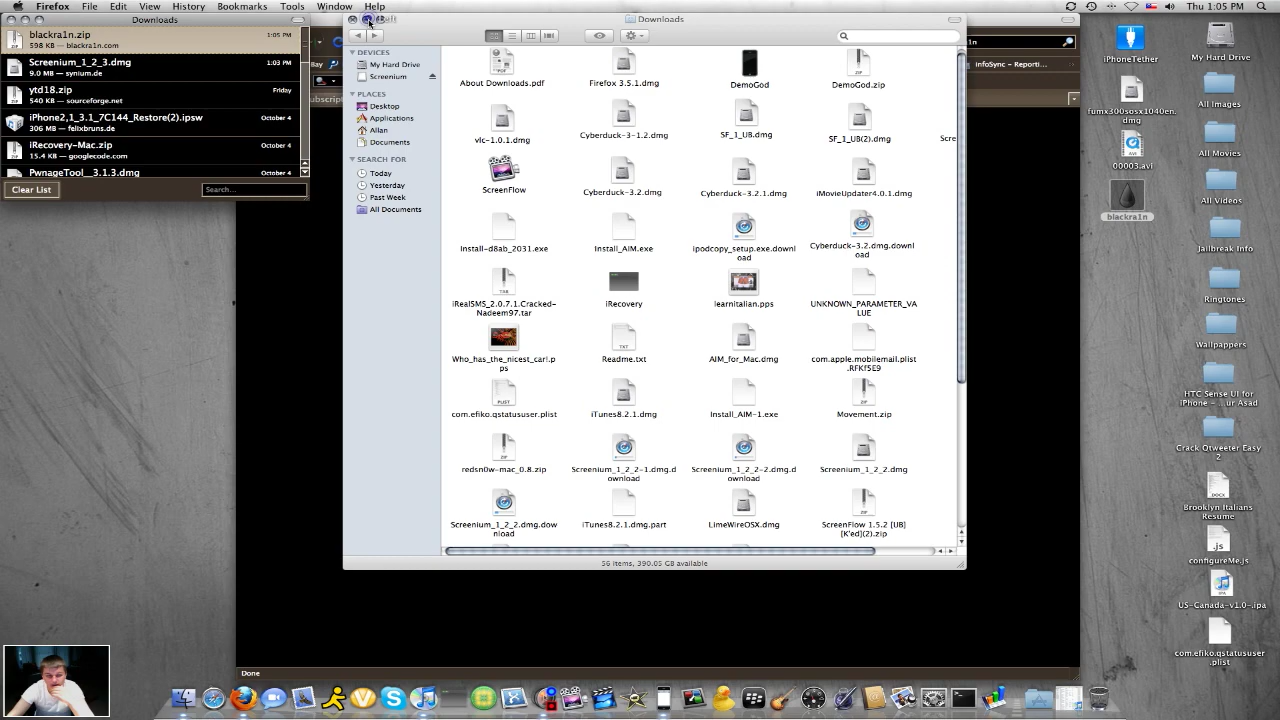 Firefox File Edit View History Bookmarks Tools Window Help
Thu 1:05 PM
Downloads
blackra1n.zip 1:05 PM
598 KB — blackra1n.com
Screenium_1_2_3.dmg 1:03 PM
9.0 MB — synium.de
ytd18.zip Friday
540 KB — sourceforge.net
iPhone2,1_3.1_7C144_Restore(2).ipsw October 4
306 MB — felixbruns.de
iRecovery-Mac.zip October 4
15.4 KB — googlecode.com
PwnageTool_3.1.3.dmg October 4
Clear List Search...
Downloads
DEVICES
My Hard Drive
Screenium
PLACES
Desktop
Applications
Allan
Documents
SEARCH FOR
Today
Yesterday
Past Week
All Documents
About Downloads.pdf Firefox 3.5.1.dmg DemoGod DemoGod.zip
vlc-1.0.1.dmg Cyberduck-3-1.2.dmg SF_1_UB.dmg SF_1_UB(2).dmg Scre
ScreenFlow Cyberduck-3.2.dmg Cyberduck-3.2.1.dmg iMovieUpdater4.0.1.dmg
Install-d8ab_2031.exe Install_AIM.exe ipodcopy_setup.exe.download Cyberduck-3.2.dmg.download
iRealSMS_2.0.7.1.Cracked-Nadeem97.tar iRecovery learnitalian.pps UNKNOWN_PARAMETER_VALUE
Who_has_the_nicest_car!.pps Readme.txt AIM_for_Mac.dmg com.apple.mobilemail.plist.RFKf5E9
com.efiko.qstatususer.plist iTunes8.2.1.dmg Install_AIM-1.exe Movement.zip
redsn0w-mac_0.8.zip Screenium_1_2_2-1.dmg.download Screenium_1_2_2-2.dmg.download Screenium_1_2_2.dmg
Screenium_1_2_2.dmg.download iTunes8.2.1.dmg.part LimeWireOSX.dmg ScreenFlow 1.5.2 [UB] [K'ed](2).zip
56 items, 390.05 GB available
Done
InfoSync - Reporti...
iPhoneTether
fumx300sosx1040en.dmg
00003.avi
blackra1n
My Hard Drive
All Images
All Movies
All Videos
Jailbreak Info
Ringtones
Wallpapers
HTC Sense UI for iPhone - ...ur Asad
Crack Qtweeter Easy 2
Brooklyn Italians Resume
configureMe.js
US-Canada-v1.0-.ipa
com.efiko.qstatususer.plist